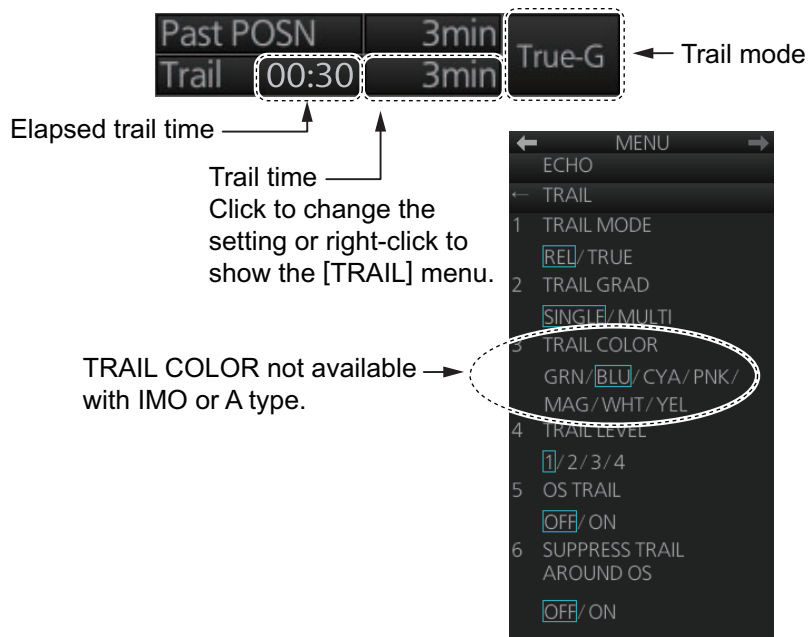 Past POSN 3min
Trail 00:30 3min
True-G
Trail mode
Elapsed trail time
Trail time
Click to change the
setting or right-click to
show the [TRAIL] menu.
MENU
ECHO
← TRAIL
1 TRAIL MODE
REL/TRUE
2 TRAIL GRAD
SINGLE/MULTI
3 TRAIL COLOR
GRN/BLU/CYA/PNK/
MAG/WHT/YEL
4 TRAIL LEVEL
1/2/3/4
5 OS TRAIL
OFF/ON
6 SUPPRESS TRAIL
AROUND OS
OFF/ON
TRAIL COLOR not available
with IMO or A type.